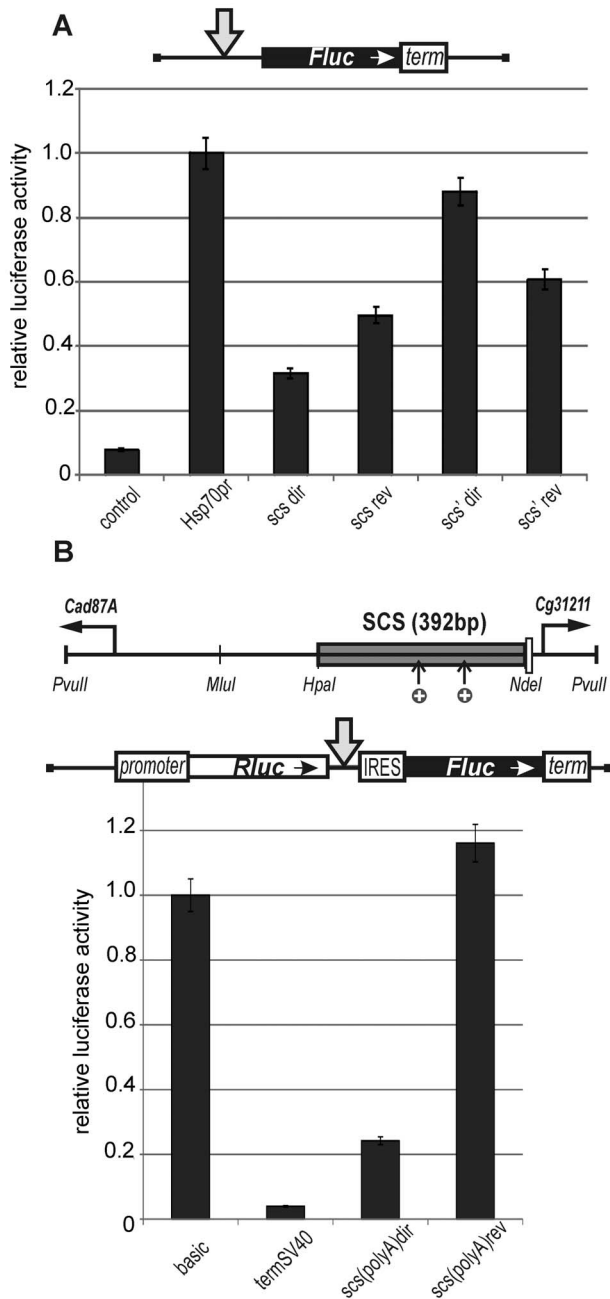 A
Fluc
term
1.2
1.0
0.8
0.6
0.4
0.2
0
relative luciferase activity
control
Hsp70pr
scs dir
scs rev
scs' dir
scs' rev
B
Cad87A
Cg31211
SCS (392bp)
PvuII
MluI
HpaI
NdeI
PvuII
+
+
promoter
Rluc
IRES
Fluc
term
1.2
1.0
0.8
0.6
0.4
0.2
0
relative luciferase activity
basic
termSV40
scs(polyA)dir
scs(polyA)rev